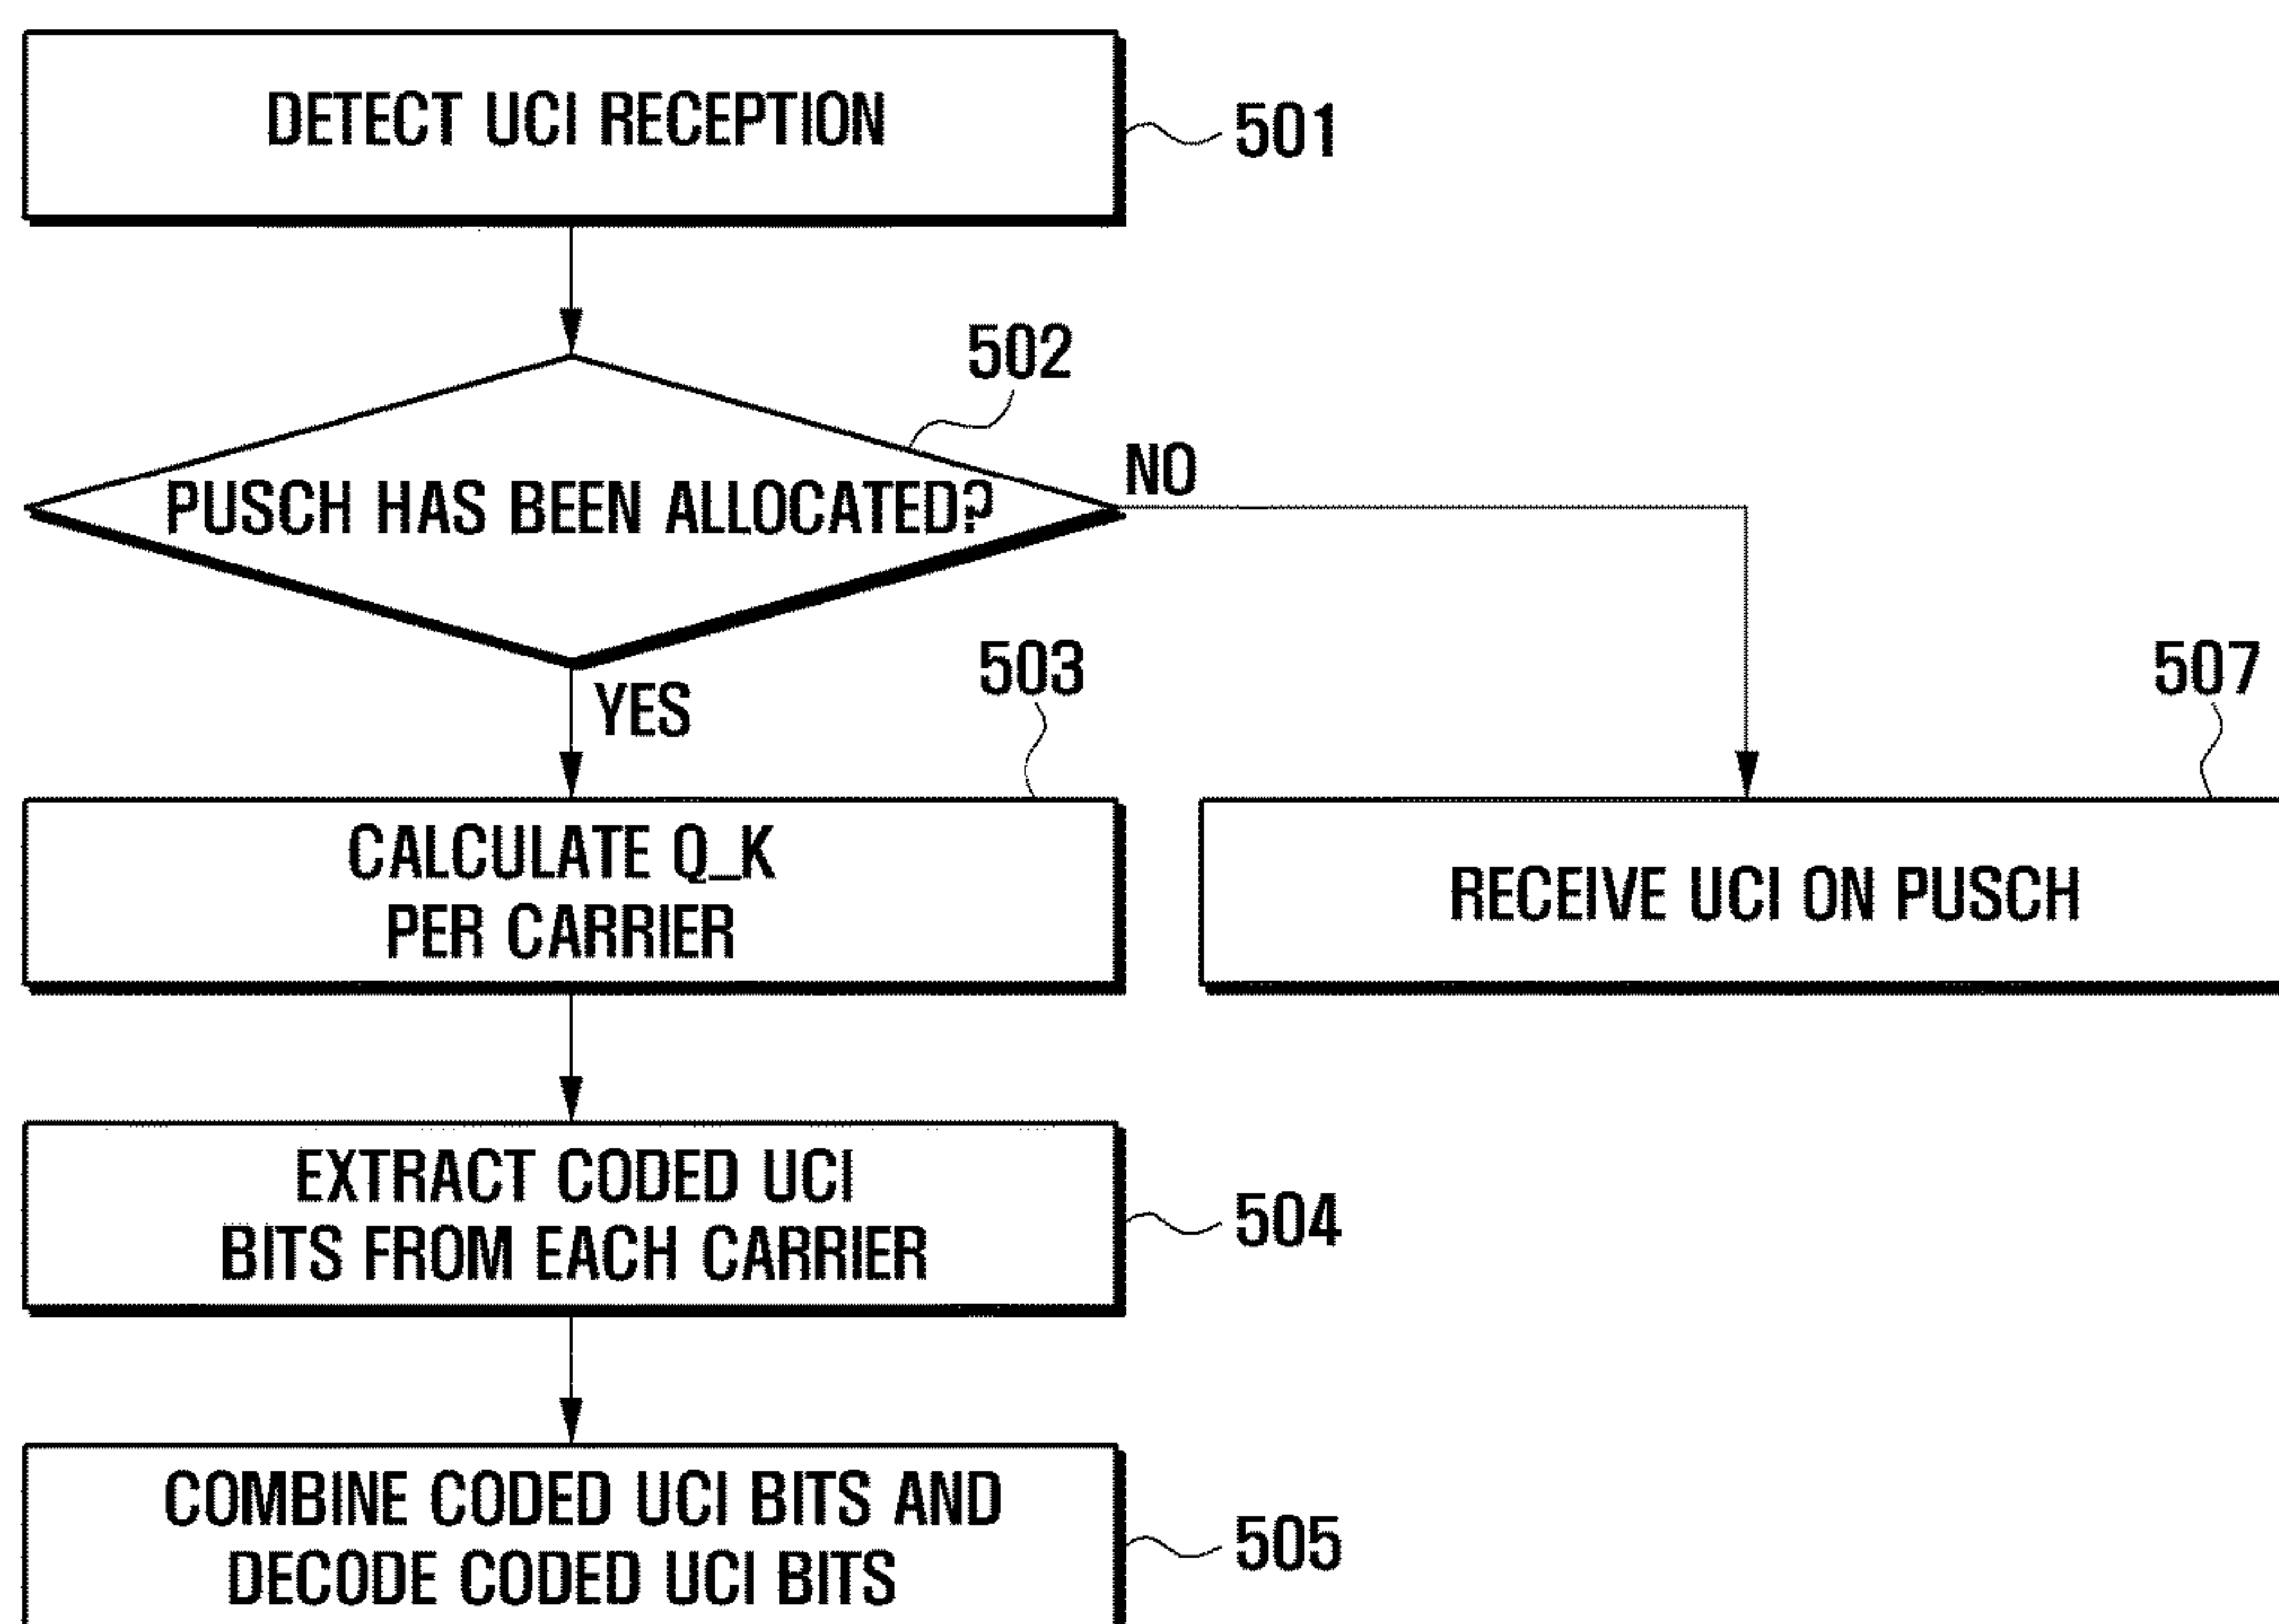 DETECT UCI RECEPTION
501
502
PUSCH HAS BEEN ALLOCATED?
NO
YES
503
507
CALCULATE Q_K
PER CARRIER
RECEIVE UCI ON PUSCH
EXTRACT CODED UCI
BITS FROM EACH CARRIER
504
COMBINE CODED UCI BITS AND
DECODE CODED UCI BITS
505